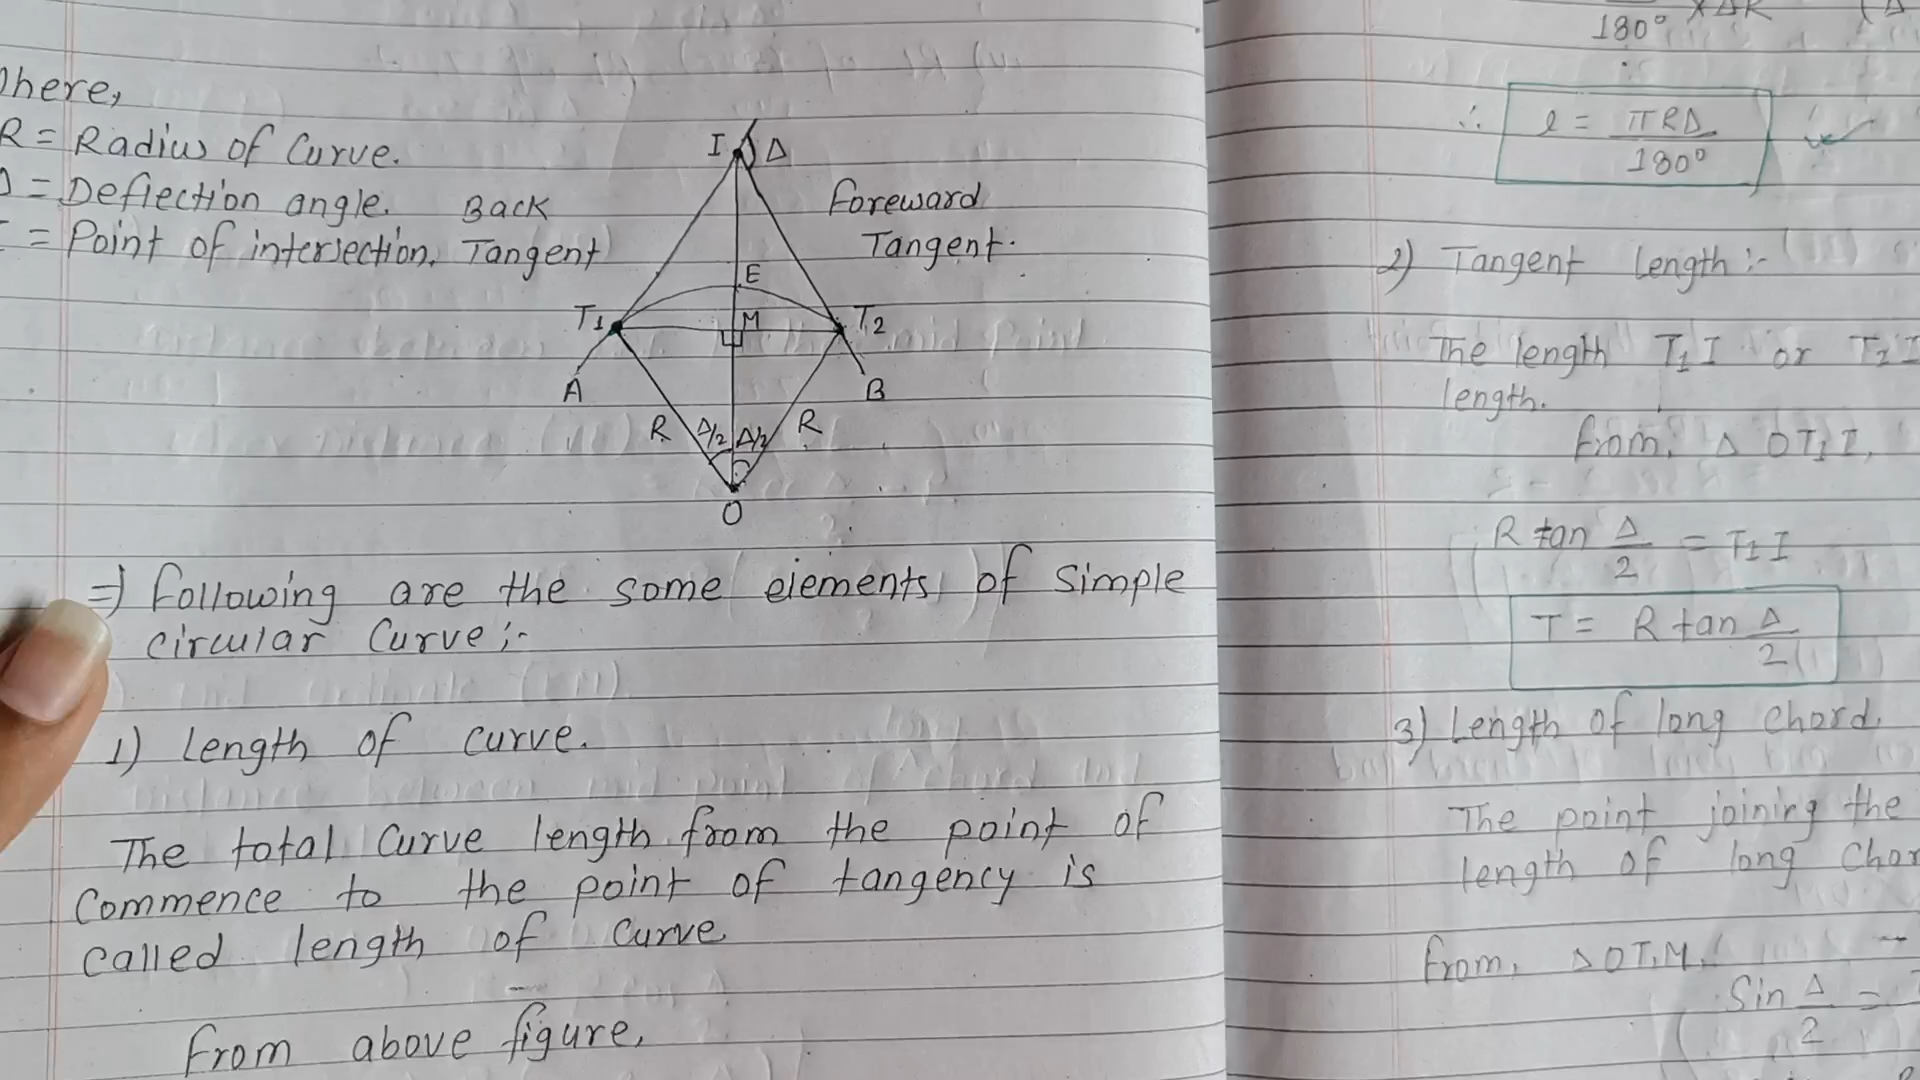 here,
R = Radius of Curve.
Δ = Deflection angle.
I = Point of intersection.
Back
Tangent
Foreward
Tangent.
I
Δ
E
T1
M
T2
A
B
R
Δ/2
Δ/2
R
O
⇒ Following are the some elements of simple
circular Curve :-
1) Length of curve.
The total Curve length from the point of
Commence to the point of tangency is
called length of Curve
From above figure,
180°
∴ l = πRΔ
180°
2) Tangent Length :-
The length T1 I or T2 I
length.
From, Δ OT1I,
R tan Δ/2 = T1 I
T = R tan Δ/2
3) Length of long chord.
The point joining the
length of long
From, Δ OT1M,
Sin Δ/2 =